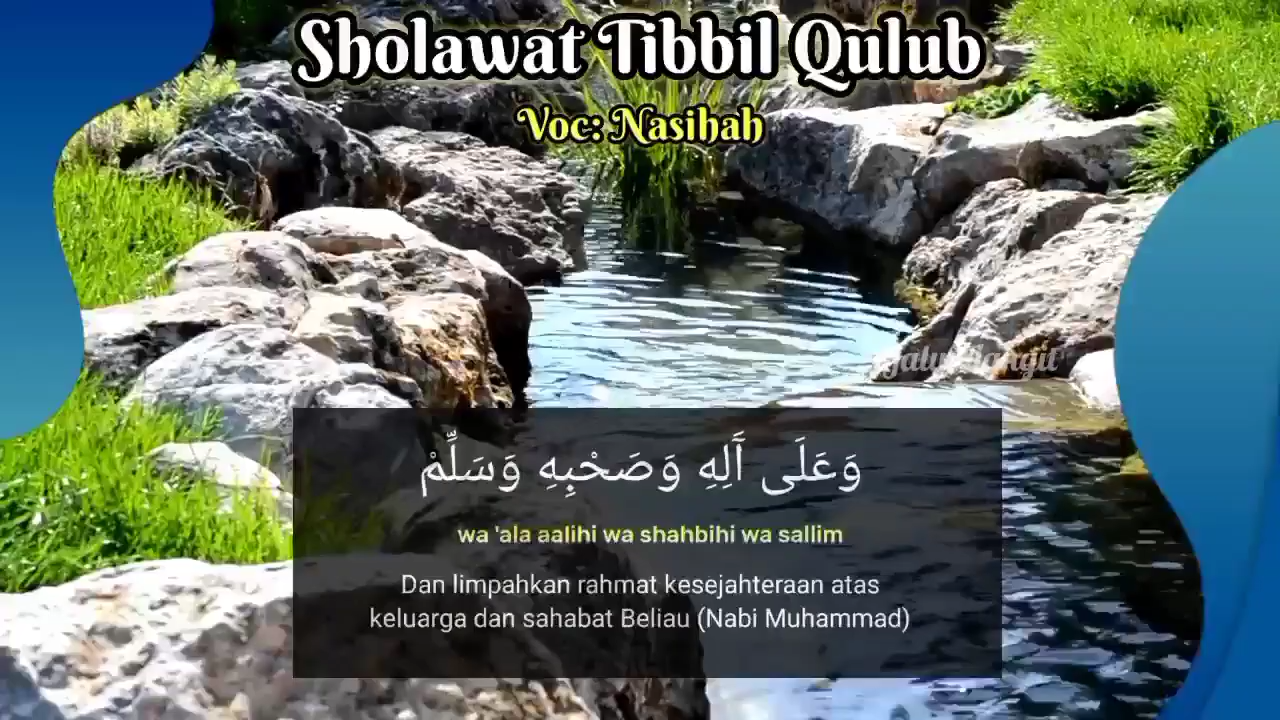 Sholawat Tibbil Qulub
Voc: Nasihah
وَعَلَى أَلِهِ وَصَحْبِهِ وَسَلِّمْ
wa 'ala aalihi wa shahbihi wa sallim
Dan limpahkan rahmat kesejahteraan atas
keluarga dan sahabat Beliau (Nabi Muhammad)